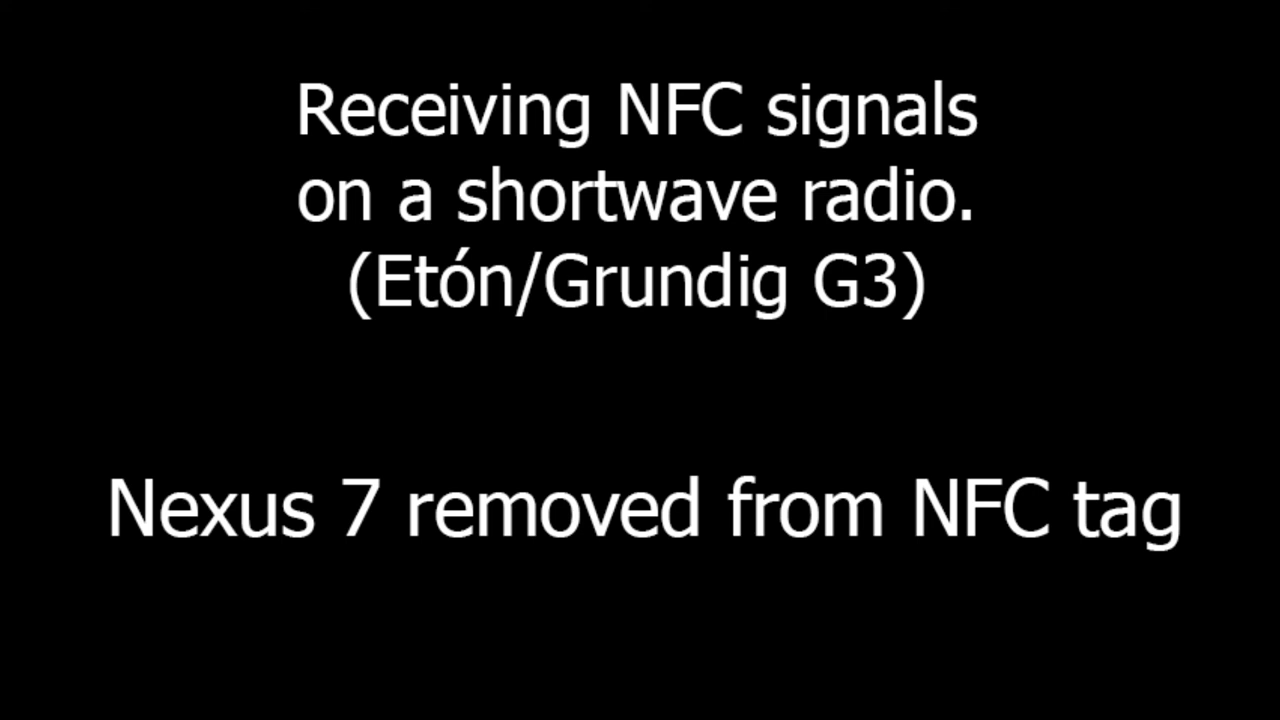 Receiving NFC signals
on a shortwave radio.
(Etón/Grundig G3)
Nexus 7 removed from NFC tag